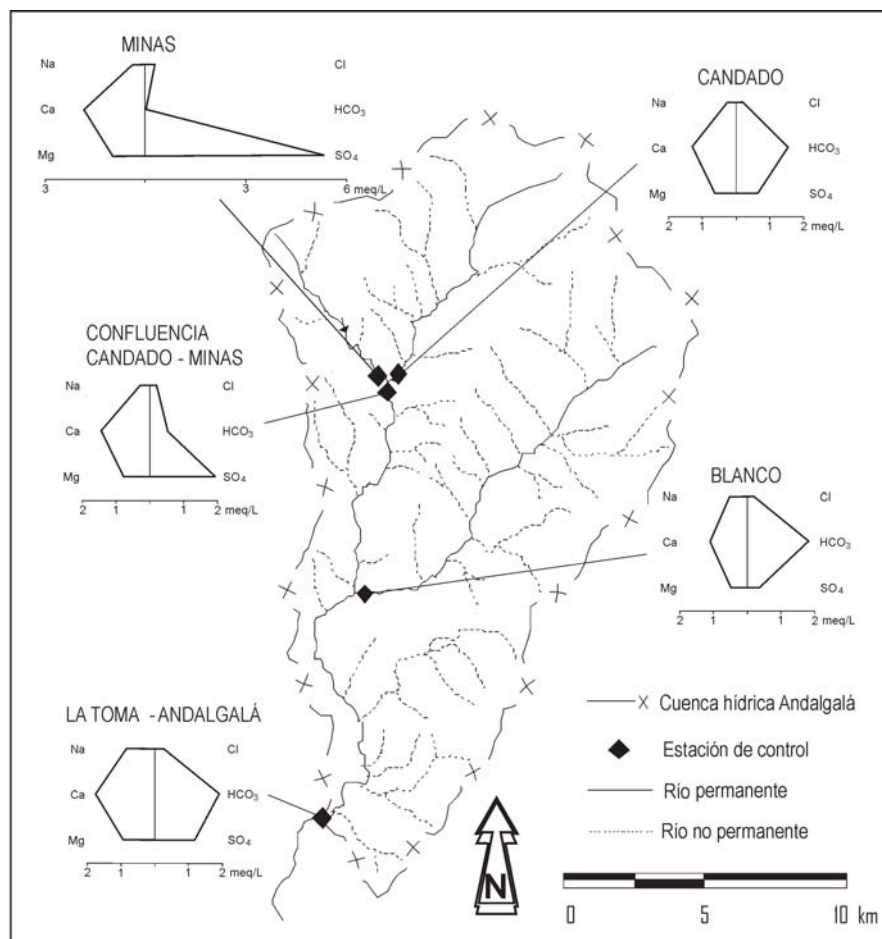 MINAS
Na Cl
Ca HCO₃
Mg SO₄
3 3 6 meq/L
CANDADO
Na Cl
Ca HCO₃
Mg SO₄
2 1 1 2 meq/L
CONFLUENCIA
CANDADO - MINAS
Na Cl
Ca HCO₃
Mg SO₄
2 1 1 2 meq/L
BLANCO
Na Cl
Ca HCO₃
Mg SO₄
2 1 1 2 meq/L
LA TOMA - ANDALGALÁ
Na Cl
Ca HCO₃
Mg SO₄
2 1 1 2 meq/L
X Cuenca hídrica Andalgalá
Estación de control
Río permanente
Río no permanente
N
0 5 10 km